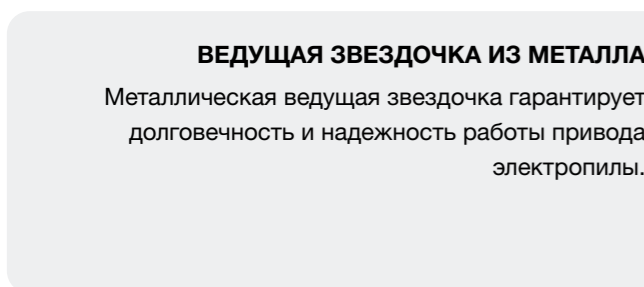 ВЕДУЩАЯ ЗВЕЗДОЧКА ИЗ МЕТАЛЛА
Металлическая ведущая звездочка гарантирует
долговечность и надежность работы привода
электропилы.